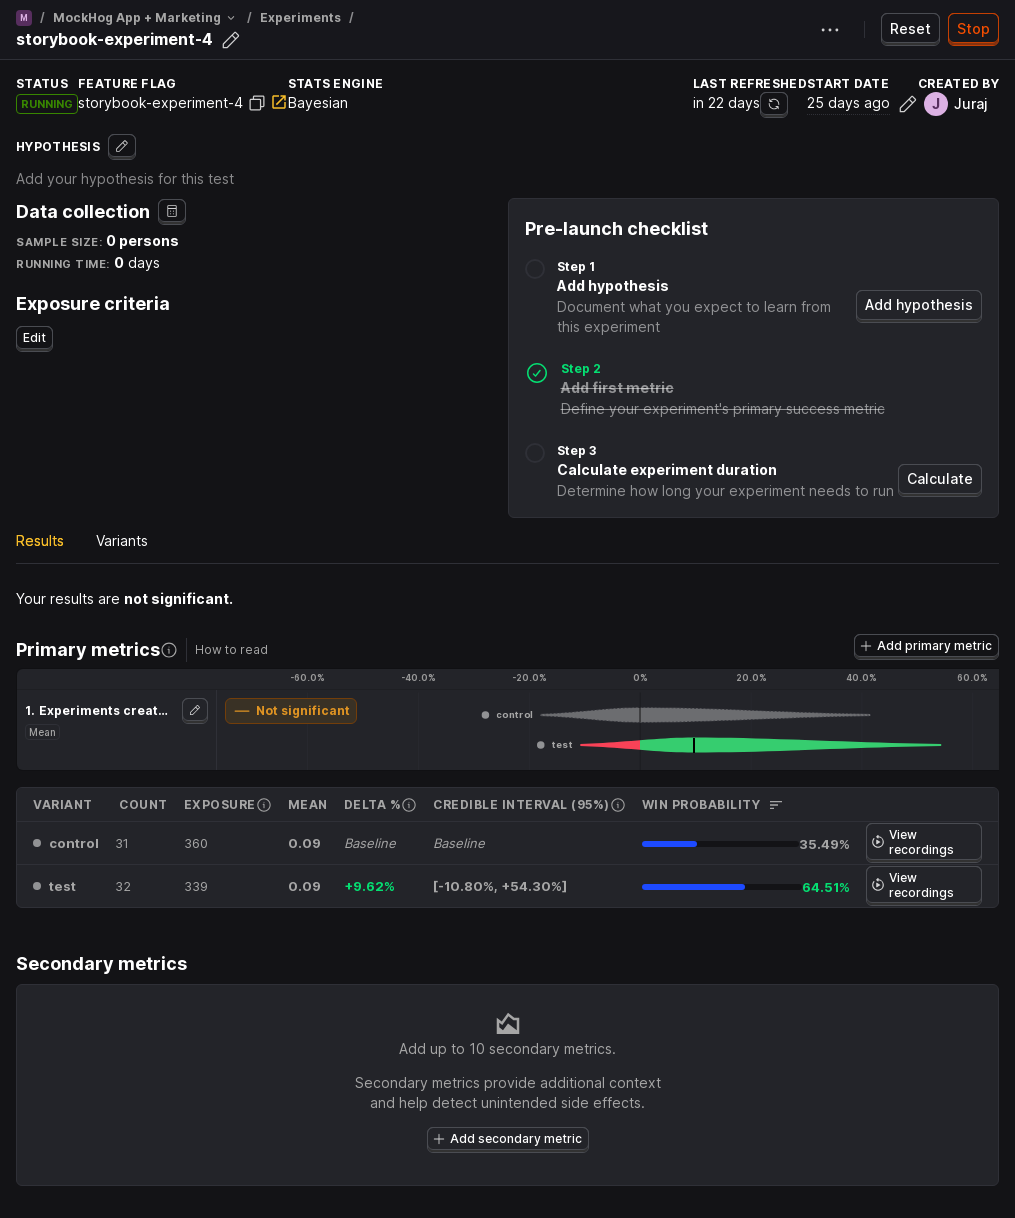 M / MockHog App + Marketing / Experiments /
storybook-experiment-4
Reset
Stop
STATUS
FEATURE FLAG
STATS ENGINE
LAST REFRESHED
START DATE
CREATED BY
RUNNING
storybook-experiment-4
Bayesian
in 22 days
25 days ago
J Juraj
HYPOTHESIS
Add your hypothesis for this test
Data collection
SAMPLE SIZE: 0 persons
RUNNING TIME: 0 days
Exposure criteria
Edit
Pre-launch checklist
Step 1
Add hypothesis
Document what you expect to learn from
this experiment
Add hypothesis
Step 2
Add first metric
Define your experiment's primary success metric
Step 3
Calculate experiment duration
Determine how long your experiment needs to run
Calculate
Results Variants
Your results are not significant.
Primary metrics
How to read
Add primary metric
-60.0% -40.0% -20.0% 0% 20.0% 40.0% 60.0%
1. Experiments creat...
Mean
Not significant
control
test
VARIANT COUNT EXPOSURE MEAN DELTA % CREDIBLE INTERVAL (95%) WIN PROBABILITY
control 31 360 0.09 Baseline Baseline 35.49% View
recordings
test 32 339 0.09 +9.62% [-10.80%, +54.30%] 64.51% View
recordings
Secondary metrics
Add up to 10 secondary metrics.
Secondary metrics provide additional context
and help detect unintended side effects.
Add secondary metric